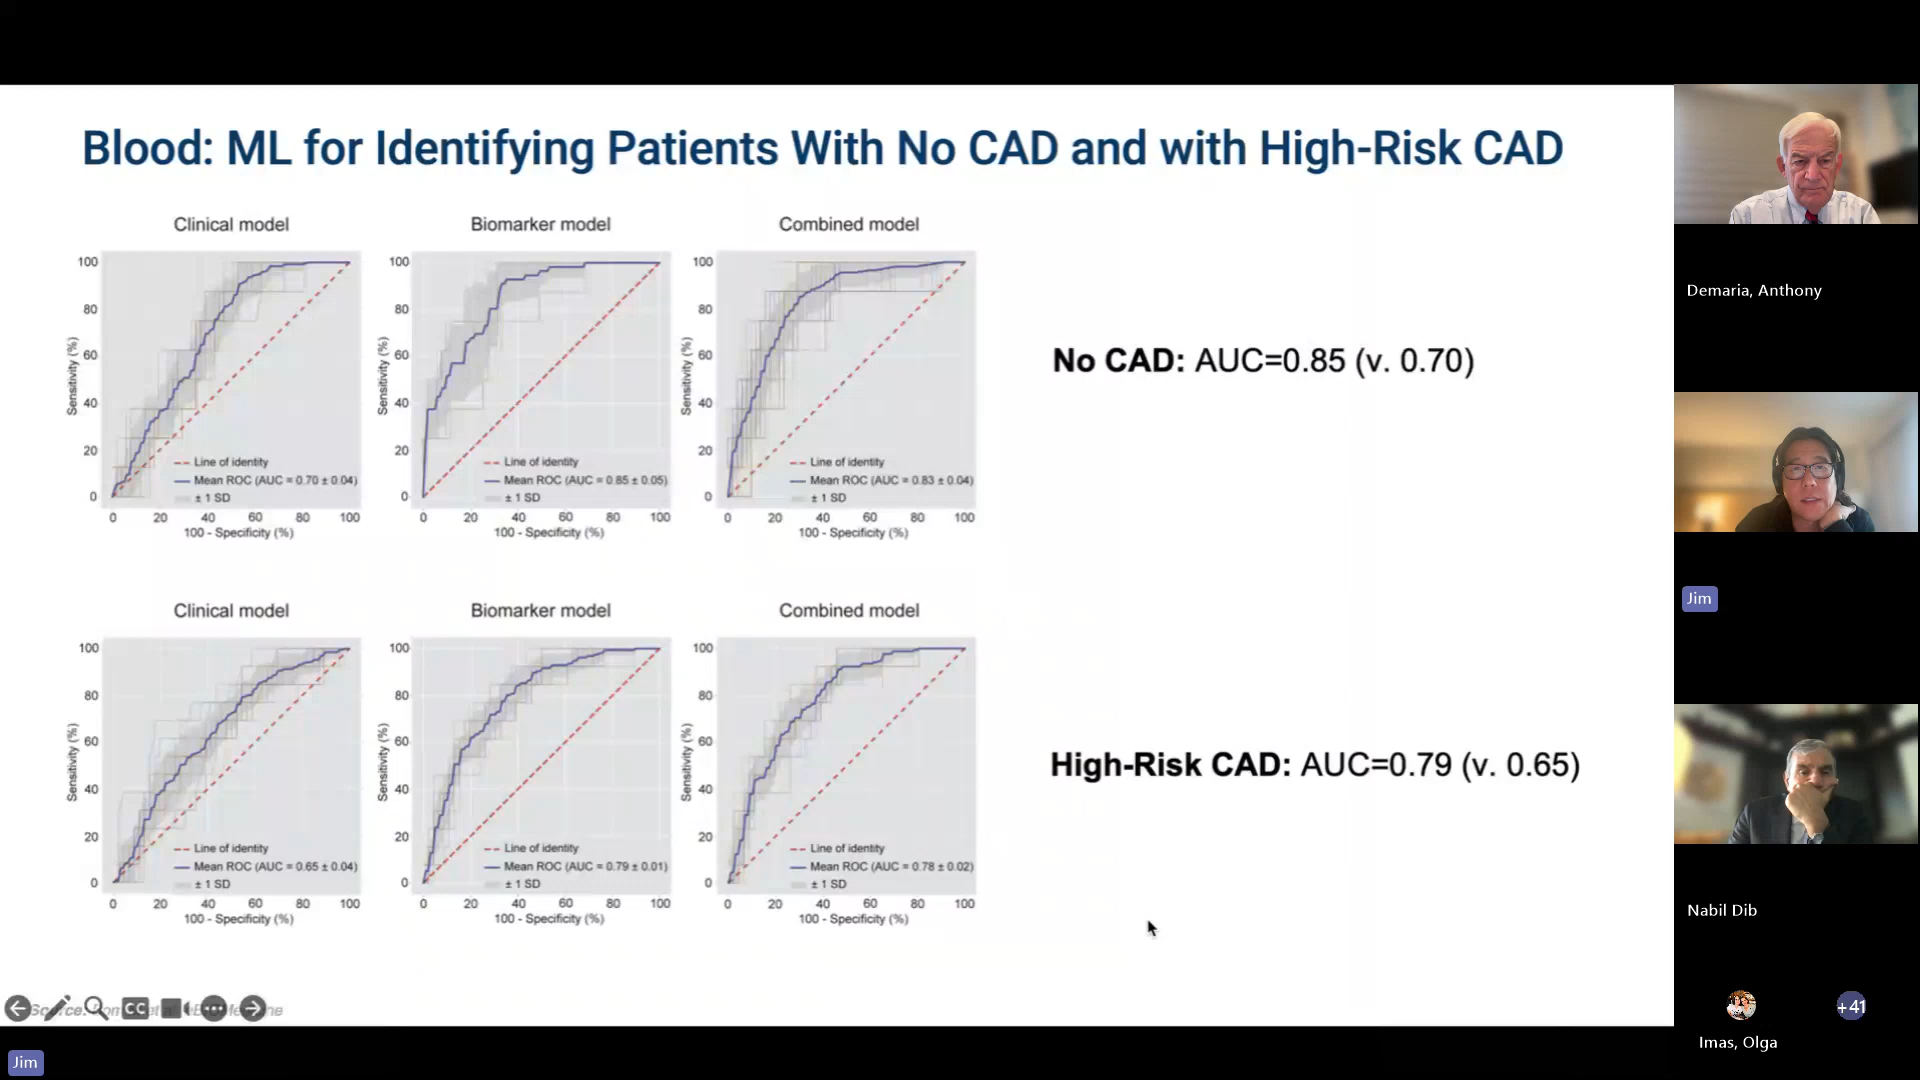 Blood: ML for Identifying Patients With No CAD and with High-Risk CAD
Clinical model
Biomarker model
Combined model
100
80
60
40
20
0
Sensitivity (%)
Line of identity
Mean ROC (AUC = 0.70 ± 0.04)
± 1 SD
0 20 40 60 80 100
100 - Specificity (%)
100
80
60
40
20
0
Sensitivity (%)
Line of identity
Mean ROC (AUC = 0.85 ± 0.05)
± 1 SD
0 20 40 60 80 100
100 - Specificity (%)
100
80
60
40
20
0
Sensitivity (%)
Line of identity
Mean ROC (AUC = 0.83 ± 0.04)
± 1 SD
0 20 40 60 80 100
100 - Specificity (%)
No CAD: AUC=0.85 (v. 0.70)
Clinical model
Biomarker model
Combined model
100
80
60
40
20
0
Sensitivity (%)
Line of identity
Mean ROC (AUC = 0.65 ± 0.04)
± 1 SD
0 20 40 60 80 100
100 - Specificity (%)
100
80
60
40
20
0
Sensitivity (%)
Line of identity
Mean ROC (AUC = 0.79 ± 0.01)
± 1 SD
0 20 40 60 80 100
100 - Specificity (%)
100
80
60
40
20
0
Sensitivity (%)
Line of identity
Mean ROC (AUC = 0.78 ± 0.02)
± 1 SD
0 20 40 60 80 100
100 - Specificity (%)
High-Risk CAD: AUC=0.79 (v. 0.65)
Source:
CC
Jim
Demaria, Anthony
Jim
Nabil Dib
+41
Imas, Olga